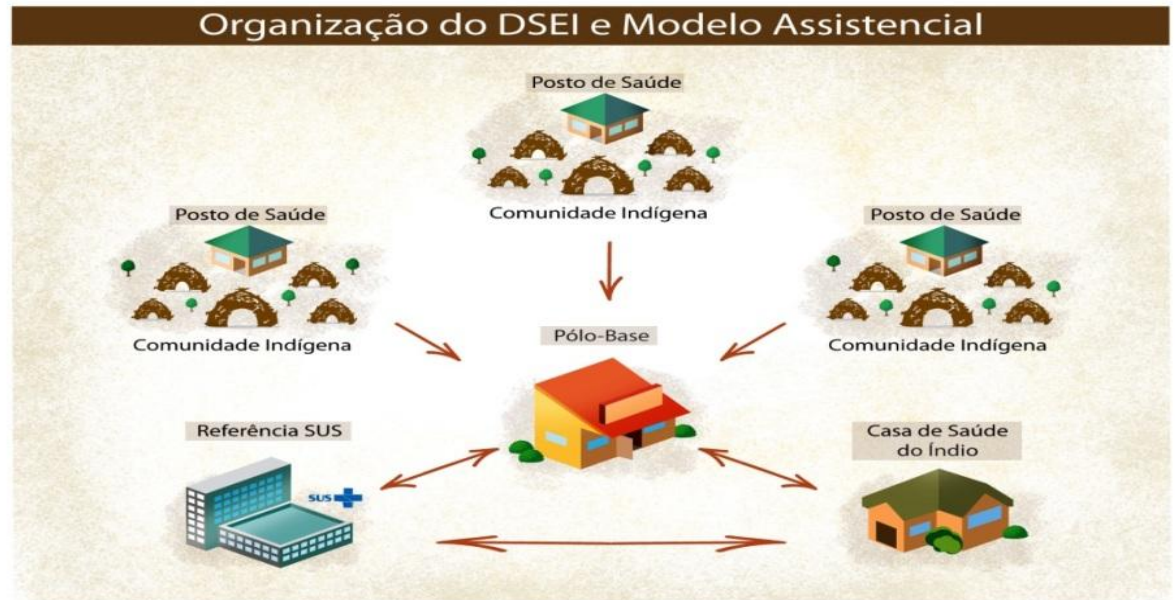 Organização do DSEI e Modelo Assistencial
Posto de Saúde
Comunidade Indígena
Posto de Saúde
Comunidade Indígena
Posto de Saúde
Comunidade Indígena
Pólo-Base
Referência SUS
SUS
Casa de Saúde
do Índio